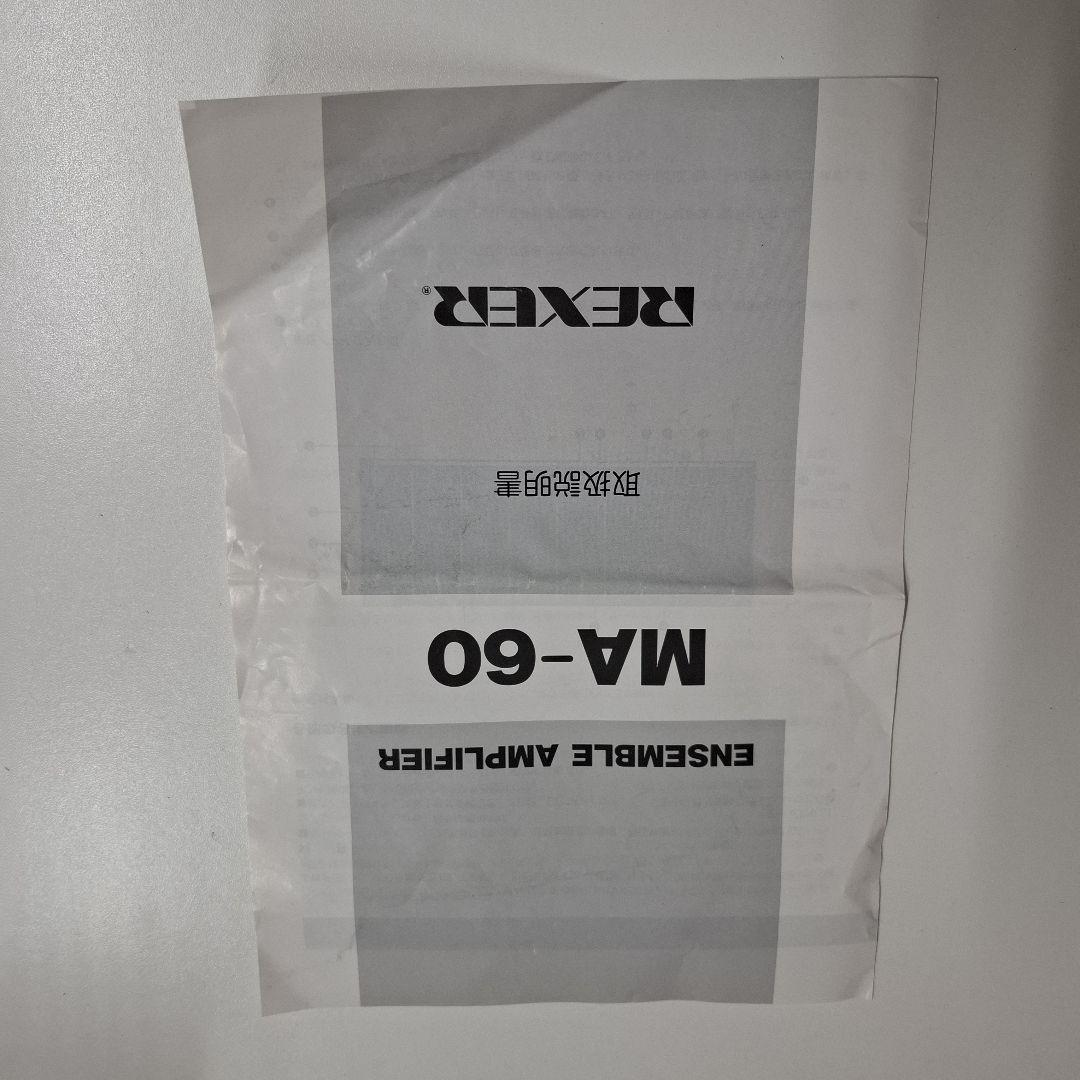 ENSEMBLE AMPLIFIER
MA-60
取扱説明書
REXER®